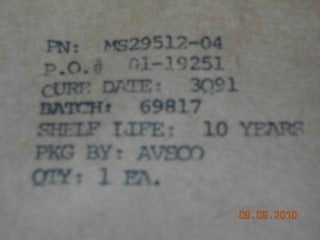 PN: MS29512-04
P.O.# 01-19251
CURE DATE: 3Q91
BATCH: 69817
SHELF LIFE: 10 YEARS
PKG BY: AVSCO
QTY: 1 EA.
09.06.2010